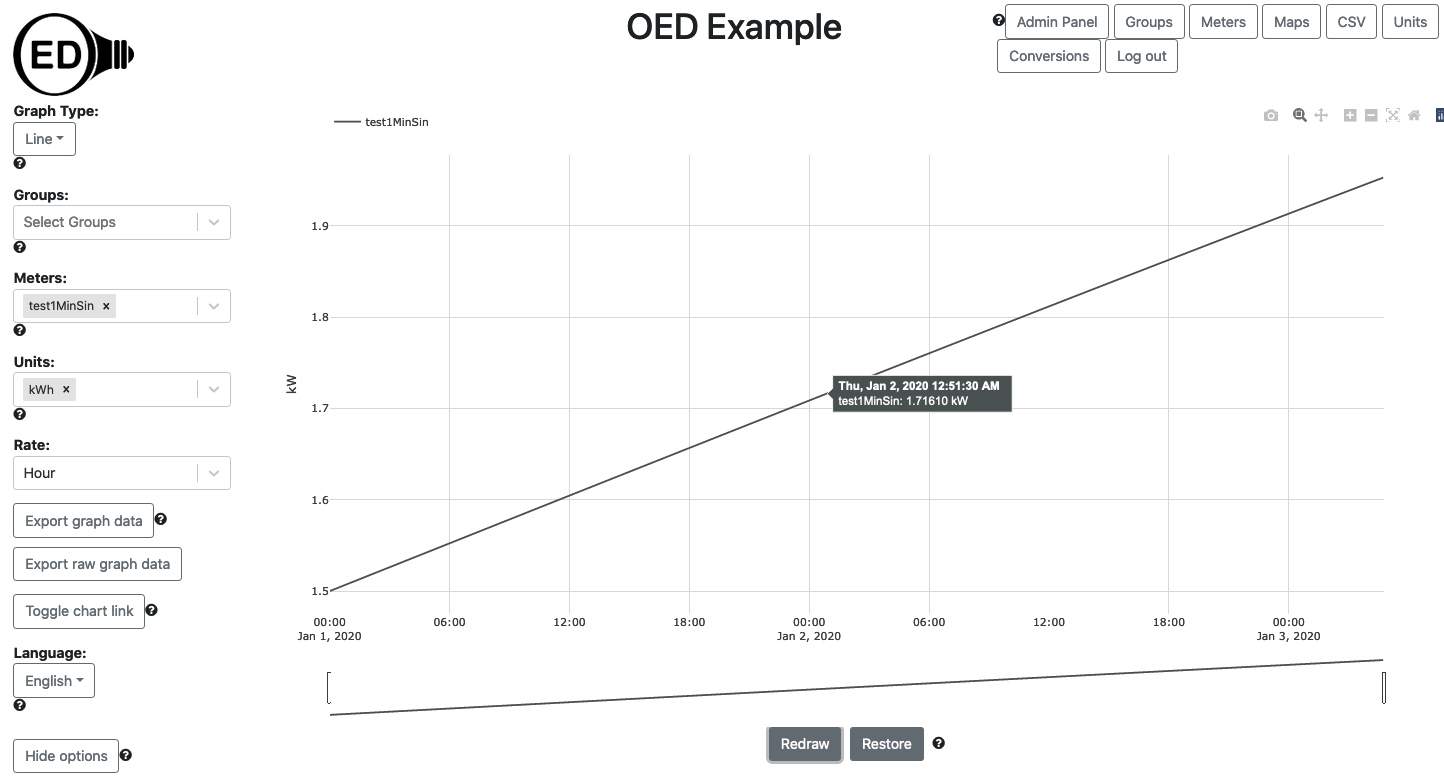 OED Example
ED
Admin Panel Groups Meters Maps CSV Units
Conversions Log out
Graph Type:
Line
Groups:
Select Groups
Meters:
test1MinSin ×
Units:
kWh ×
Rate:
Hour
Export graph data
Export raw graph data
Toggle chart link
Language:
English
Hide options
test1MinSin
1.9
1.8
1.7
1.6
1.5
kW
Thu, Jan 2, 2020 12:51:30 AM
test1MinSin: 1.71610 kW
00:00 06:00 12:00 18:00 00:00 06:00 12:00 18:00 00:00
Jan 1, 2020 Jan 2, 2020 Jan 3, 2020
Redraw Restore